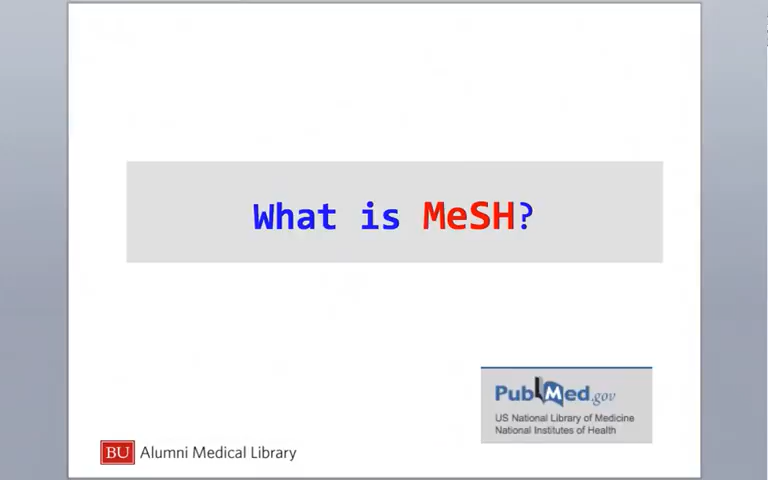 What is MeSH?
PubMed.gov
US National Library of Medicine
National Institutes of Health
BU Alumni Medical Library